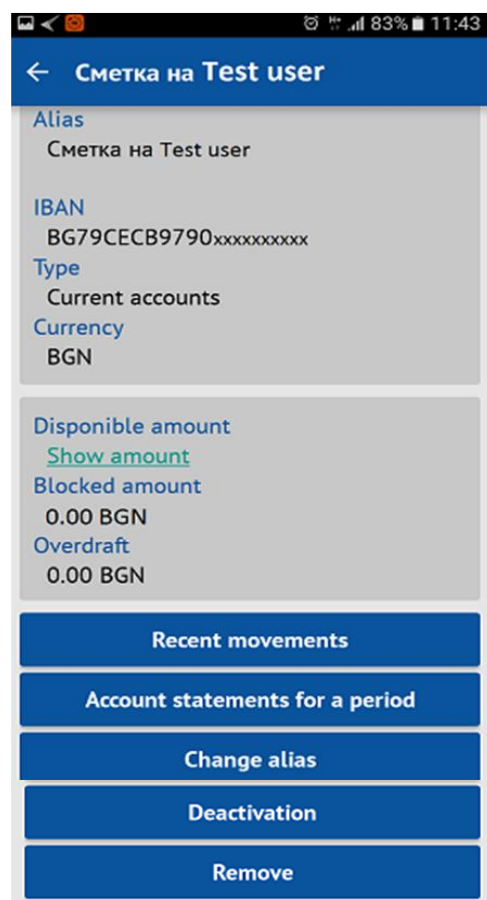 83% 11:43
Сметка на Test user
Alias
Сметка на Test user
IBAN
BG79CECB9790xxxxxxxxxx
Type
Current accounts
Currency
BGN
Disponible amount
Show amount
Blocked amount
0.00 BGN
Overdraft
0.00 BGN
Recent movements
Account statements for a period
Change alias
Deactivation
Remove